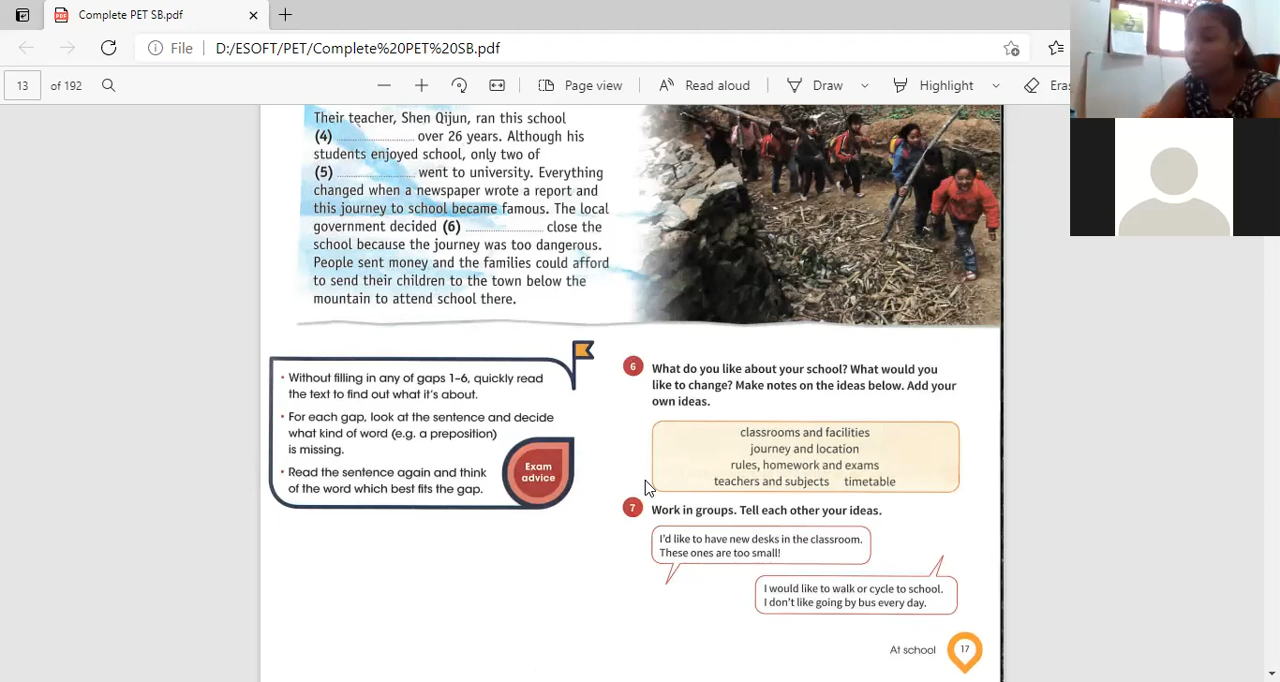 Complete PET SB.pdf
File
D:/ESOFT/PET/Complete%20PET%20SB.pdf
13
of 192
Page view
Read aloud
Draw
Highlight
Eras
Their teacher, Shen Qijun, ran this school
(4) .................... over 26 years. Although his
students enjoyed school, only two of
(5) .................... went to university. Everything
changed when a newspaper wrote a report and
this journey to school became famous. The local
government decided (6) .................... close the
school because the journey was too dangerous.
People sent money and the families could afford
to send their children to the town below the
mountain to attend school there.
• Without filling in any of gaps 1–6, quickly read
the text to find out what it's about.
• For each gap, look at the sentence and decide
what kind of word (e.g. a preposition)
is missing.
• Read the sentence again and think
of the word which best fits the gap.
Exam
advice
6 What do you like about your school? What would you
like to change? Make notes on the ideas below. Add your
own ideas.
classrooms and facilities
journey and location
rules, homework and exams
teachers and subjects timetable
7 Work in groups. Tell each other your ideas.
I'd like to have new desks in the classroom.
These ones are too small!
I would like to walk or cycle to school.
I don't like going by bus every day.
At school 17